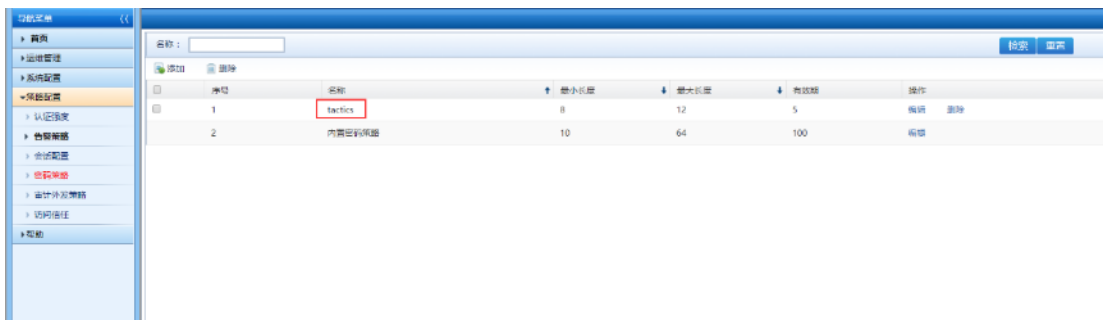 导航菜单
首页
运维管理
系统配置
策略配置
认证强度
告警策略
会话配置
密码策略
审计外发策略
访问信任
帮助
名称：
检索 重置
添加 删除
序号 名称 最小长度 最大长度 有效期 操作
1 tactics 8 12 5 编辑 删除
2 内置密码策略 10 64 100 编辑